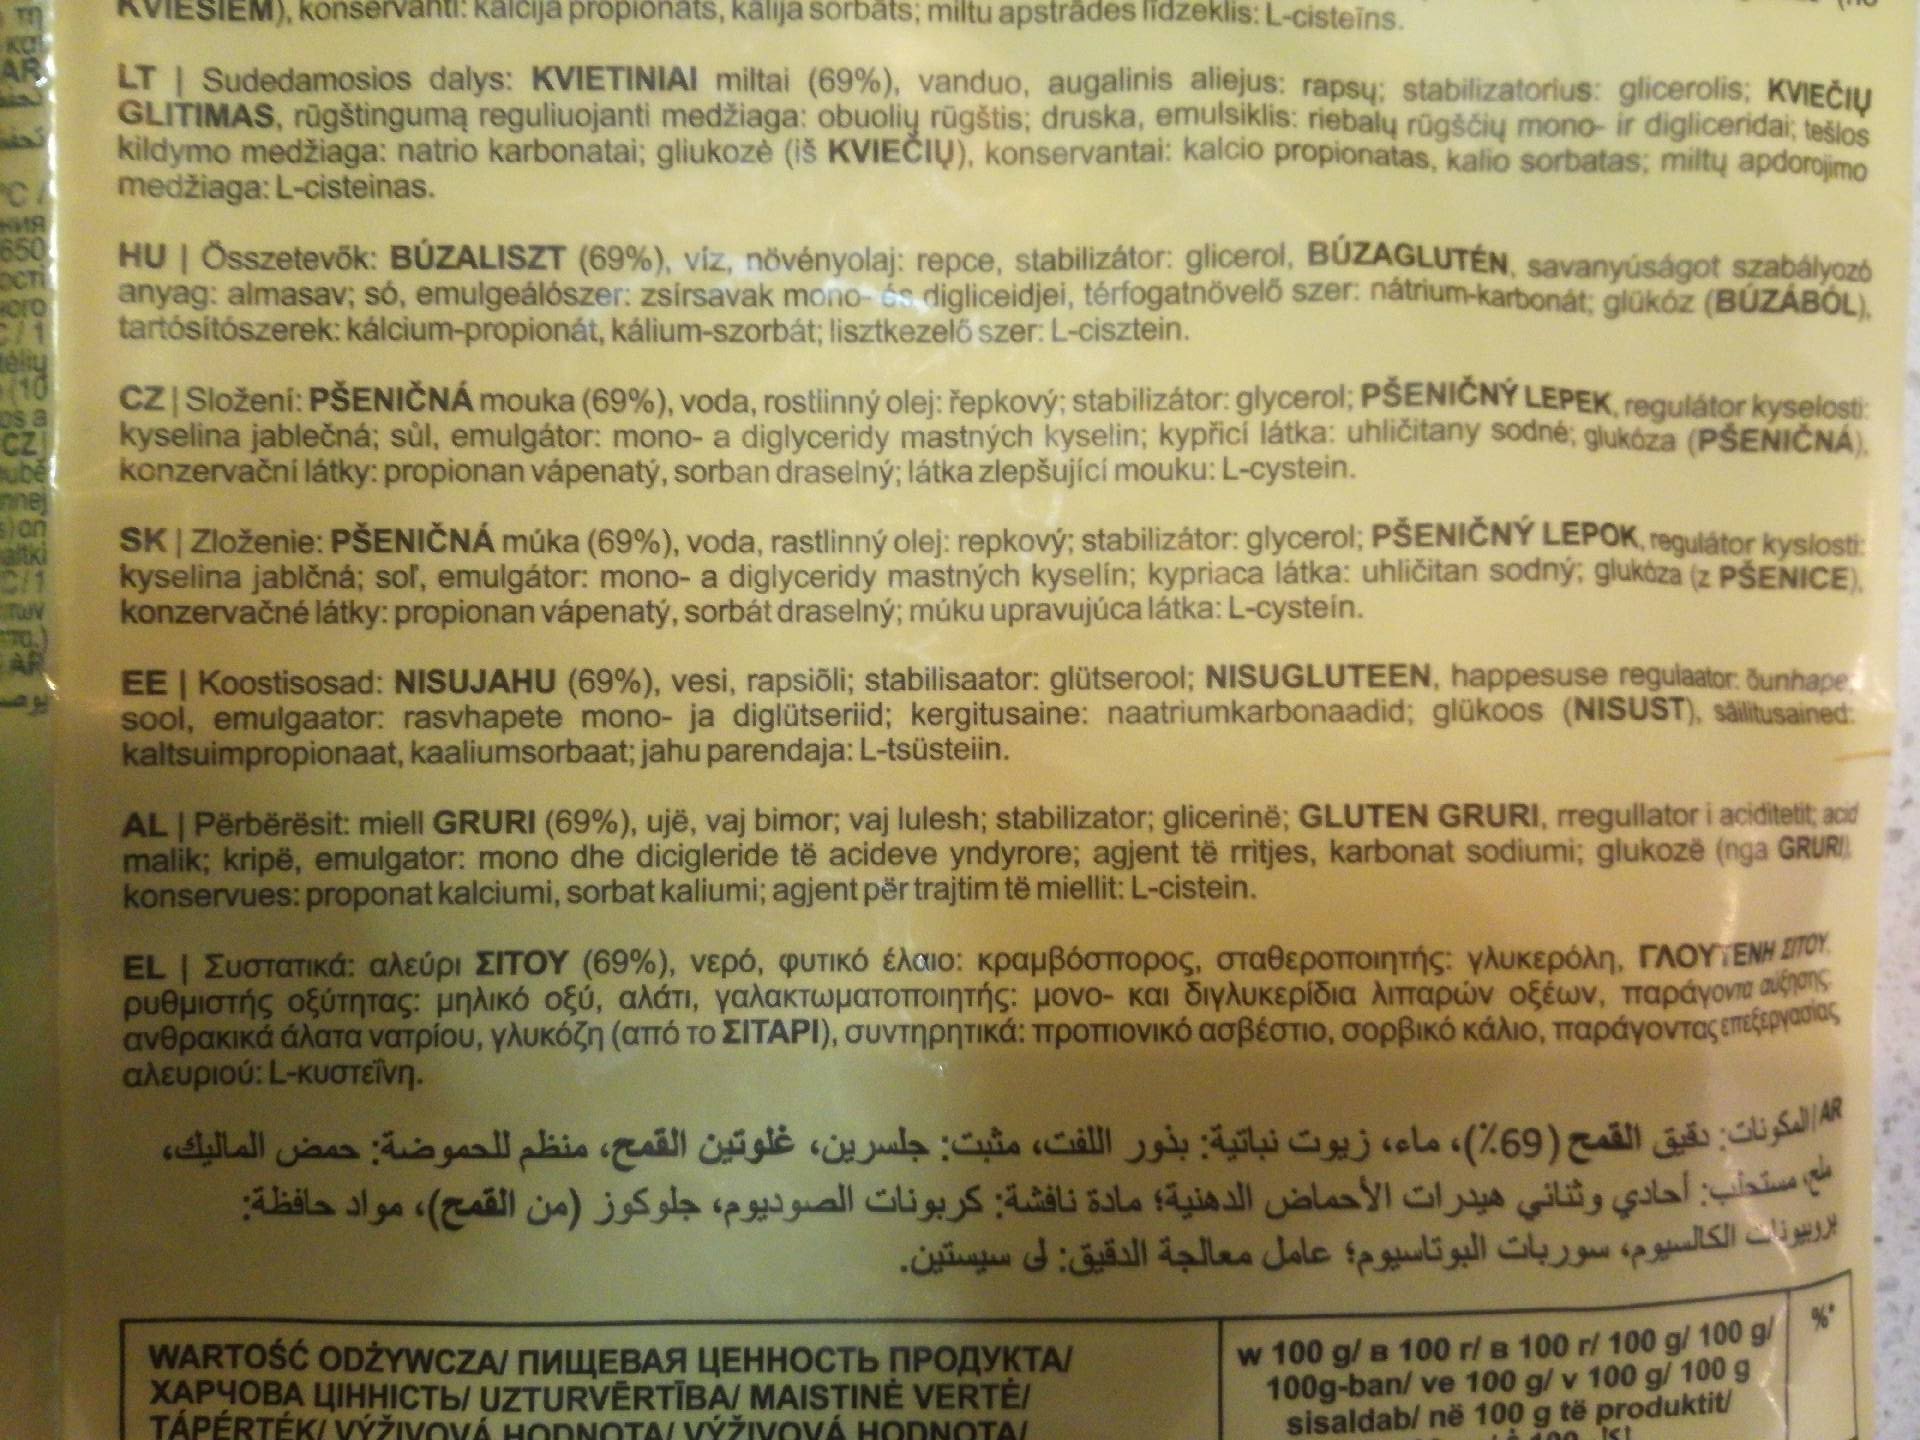 KVIEŠIEM), konservanti: kalcija propionāts, kālija sorbāts; miltu apstrādes līdzeklis: L-cisteīns.
LT | Sudedamosios dalys: KVIETINIAI miltai (69%), vanduo, augalinis aliejus: rapsų; stabilizatorius: glicerolis; KVIEČIŲ
GLITIMAS, rūgštingumą reguliuojanti medžiaga: obuolių rūgštis; druska, emulsiklis: riebalų rūgščių mono- ir digliceridai; tešlos
kildymo medžiaga: natrio karbonatai; gliukozė (iš KVIEČIŲ), konservantai: kalcio propionatas, kalio sorbatas; miltų apdorojimo
medžiaga: L-cisteinas.
HU | Összetevők: BÚZALISZT (69%), víz, növényolaj: repce, stabilizátor: glicerol, BÚZAGLUTÉN, savanyúságot szabályozó
anyag: almasav; só, emulgeálószer: zsírsavak mono- és digliceidjei, térfogatnövelő szer: nátrium-karbonát; glükóz (BÚZÁBÓL),
tartósítószerek: kálcium-propionát, kálium-szorbát; lisztkezelő szer: L-cisztein.
CZ | Složení: PŠENIČNÁ mouka (69%), voda, rostlinný olej: řepkový; stabilizátor: glycerol; PŠENIČNÝ LEPEK, regulátor kyselosti:
kyselina jablečná; sůl, emulgátor: mono- a diglyceridy mastných kyselin; kypřicí látka: uhličitany sodné; glukóza (PŠENIČNÁ),
konzervační látky: propionan vápenatý, sorban draselný; látka zlepšující mouku: L-cystein.
SK | Zloženie: PŠENIČNÁ múka (69%), voda, rastlinný olej: repkový; stabilizátor: glycerol; PŠENIČNÝ LEPOK, regulátor kyslosti:
kyselina jablčná; soľ, emulgátor: mono- a diglyceridy mastných kyselín; kypriaca látka: uhličitan sodný; glukóza (z PŠENICE),
konzervačné látky: propionan vápenatý, sorbát draselný; múku upravujúca látka: L-cysteín.
EE | Koostisosad: NISUJAHU (69%), vesi, rapsiõli; stabilisaator: glütserool; NISUGLUTEEN, happesuse regulaator: õunhape;
sool, emulgaator: rasvhapete mono- ja diglütseriid; kergitusaine: naatriumkarbonaadid; glükoos (NISUST), säilitusained:
kaltsuimpropionaat, kaaliumsorbaat; jahu parendaja: L-tsüsteiin.
AL | Përbërësit: miell GRURI (69%), ujë, vaj bimor; vaj lulesh; stabilizator; glicerinë; GLUTEN GRURI, rregullator i aciditetit; acid
malik; kripë, emulgator: mono dhe dicigleride të acideve yndyrore; agjent të rritjes, karbonat sodiumi; glukozë (nga GRURI),
konservues: proponat kalciumi, sorbat kaliumi; agjent për trajtim të miellit: L-cistein.
EL | Συστατικά: αλεύρι ΣΙΤΟΥ (69%), νερό, φυτικό έλαιο: κραμβόσπορος, σταθεροποιητής: γλυκερόλη, ΓΛΟΥΤΕΝΗ ΣΙΤΟΥ,
ρυθμιστής οξύτητας: μηλικό οξύ, αλάτι, γαλακτωματοποιητής: μονο- και διγλυκερίδια λιπαρών οξέων, παράγοντα αύξησης:
ανθρακικά άλατα νατρίου, γλυκόζη (από το ΣΙΤΑΡΙ), συντηρητικά: προπιονικό ασβέστιο, σορβικό κάλιο, παράγοντας επεξεργασίας
αλευριού: L-κυστεΐνη.
AR/المكونات: دقيق القمح (69٪)، ماء، زيوت نباتية: بذور اللفت، مثبت: جلسرين، غلوتين القمح، منظم للحموضة: حمض الماليك،
ملح، مستحلب: أحادي وثنائي هيدرات الأحماض الدهنية؛ مادة نافشة: كربونات الصوديوم، جلوكوز (من القمح)، مواد حافظة:
بروبيونات الكالسيوم، سوربات البوتاسيوم؛ عامل معالجة الدقيق: لى سيستين.
WARTOŚĆ ODŻYWCZA/ ПИЩЕВАЯ ЦЕННОСТЬ ПРОДУКТА/
ХАРЧОВА ЦІННІСТЬ/ UZTURVĒRTĪBA/ MAISTINĖ VERTĖ/
TÁPÉRTÉK/ VÝŽIVOVÁ HODNOTA/ VÝŽIVOVÁ HODNOTA/
w 100 g/ в 100 г/ в 100 г/ 100 g/ 100 g/
100g-ban/ ve 100 g/ v 100 g/ 100 g
sisaldab/ në 100 g të produktit/
%*